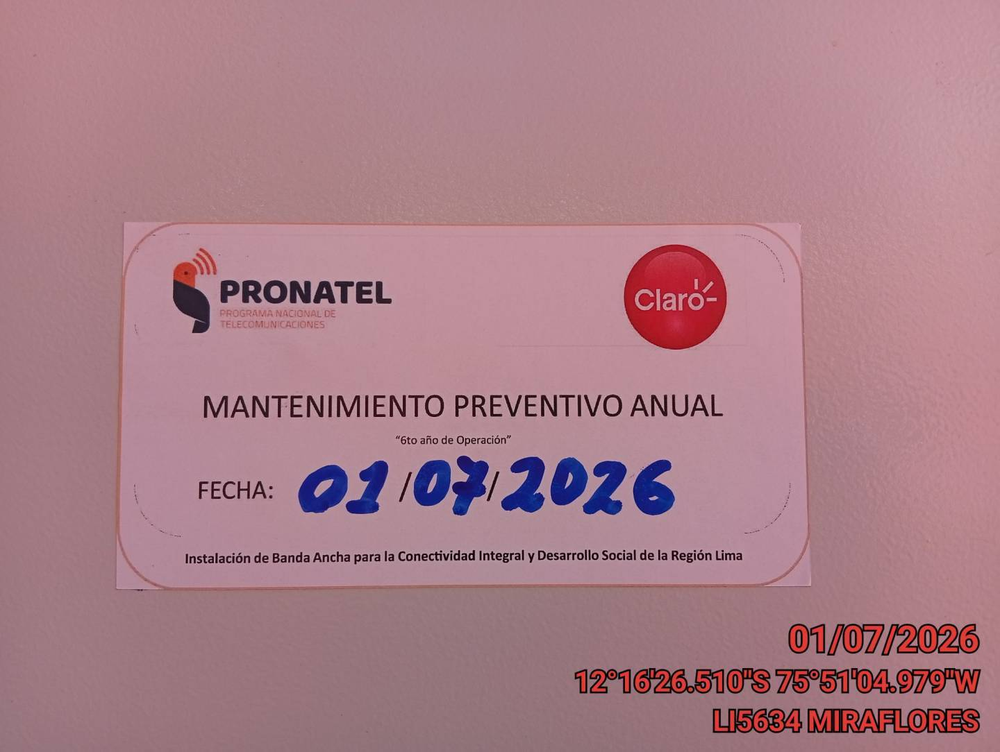 PRONATEL
PROGRAMA NACIONAL DE
TELECOMUNICACIONES
Claro
MANTENIMIENTO PREVENTIVO ANUAL
“6to año de Operación”
FECHA: 01/07/2026
Instalación de Banda Ancha para la Conectividad Integral y Desarrollo Social de la Región Lima
01/07/2026
12°16'26.510"S 75°51'04.979"W
LI5634 MIRAFLORES